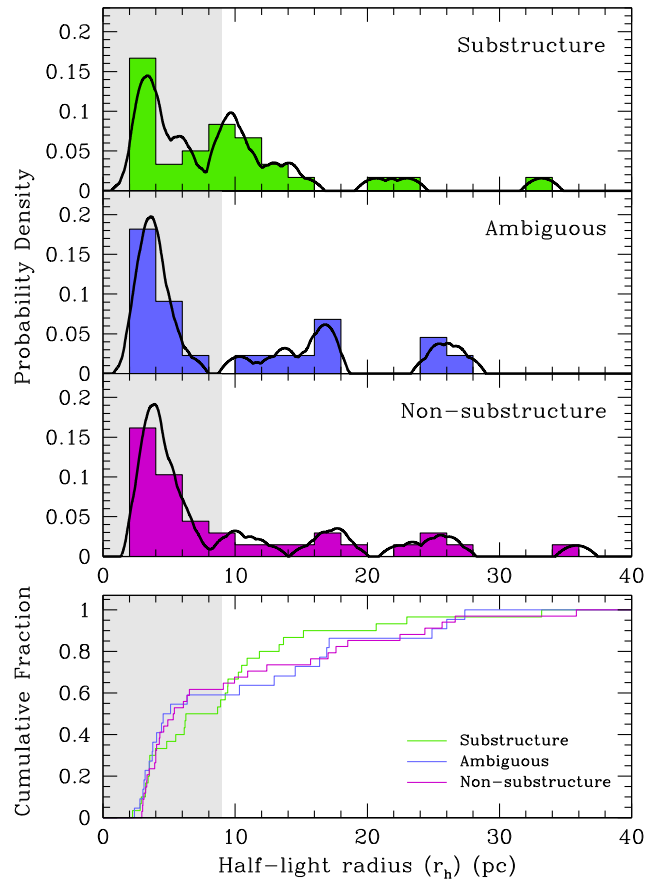 0.2
Substructure
0.15
0.1
0.05
0
0.2
Ambiguous
0.15
0.1
0.05
0
Probability Density
0.2
Non-substructure
0.15
0.1
0.05
0
0 10 20 30 40
1
0.8
0.6
0.4
0.2
0
Cumulative Fraction
Substructure
Ambiguous
Non-substructure
0 10 20 30 40
Half-light radius (rh) (pc)